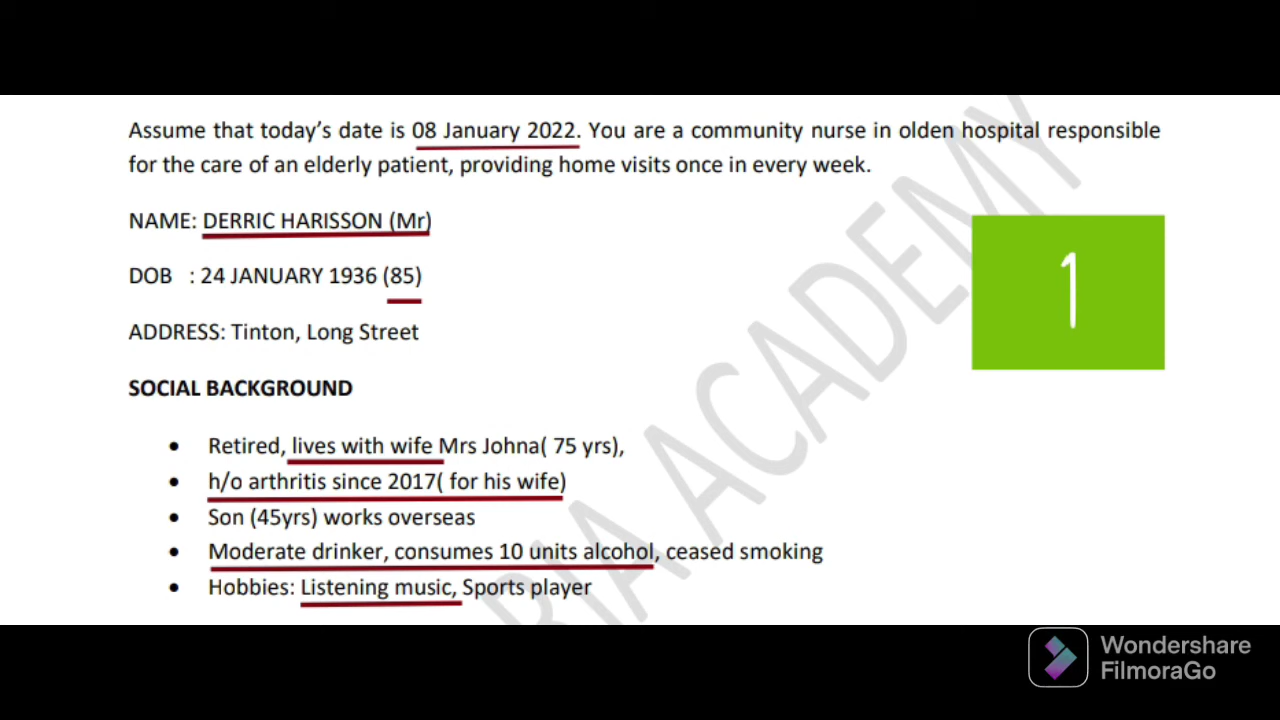 Assume that today's date is 08 January 2022. You are a community nurse in olden hospital responsible
for the care of an elderly patient, providing home visits once in every week.
NAME: DERRIC HARISSON (Mr)
DOB : 24 JANUARY 1936 (85)
1
ADDRESS: Tinton, Long Street
SOCIAL BACKGROUND
• Retired, lives with wife Mrs Johna( 75 yrs),
• h/o arthritis since 2017( for his wife)
• Son (45yrs) works overseas
• Moderate drinker, consumes 10 units alcohol, ceased smoking
• Hobbies: Listening music, Sports player
RIA ACADEMY
Wondershare
FilmoraGo